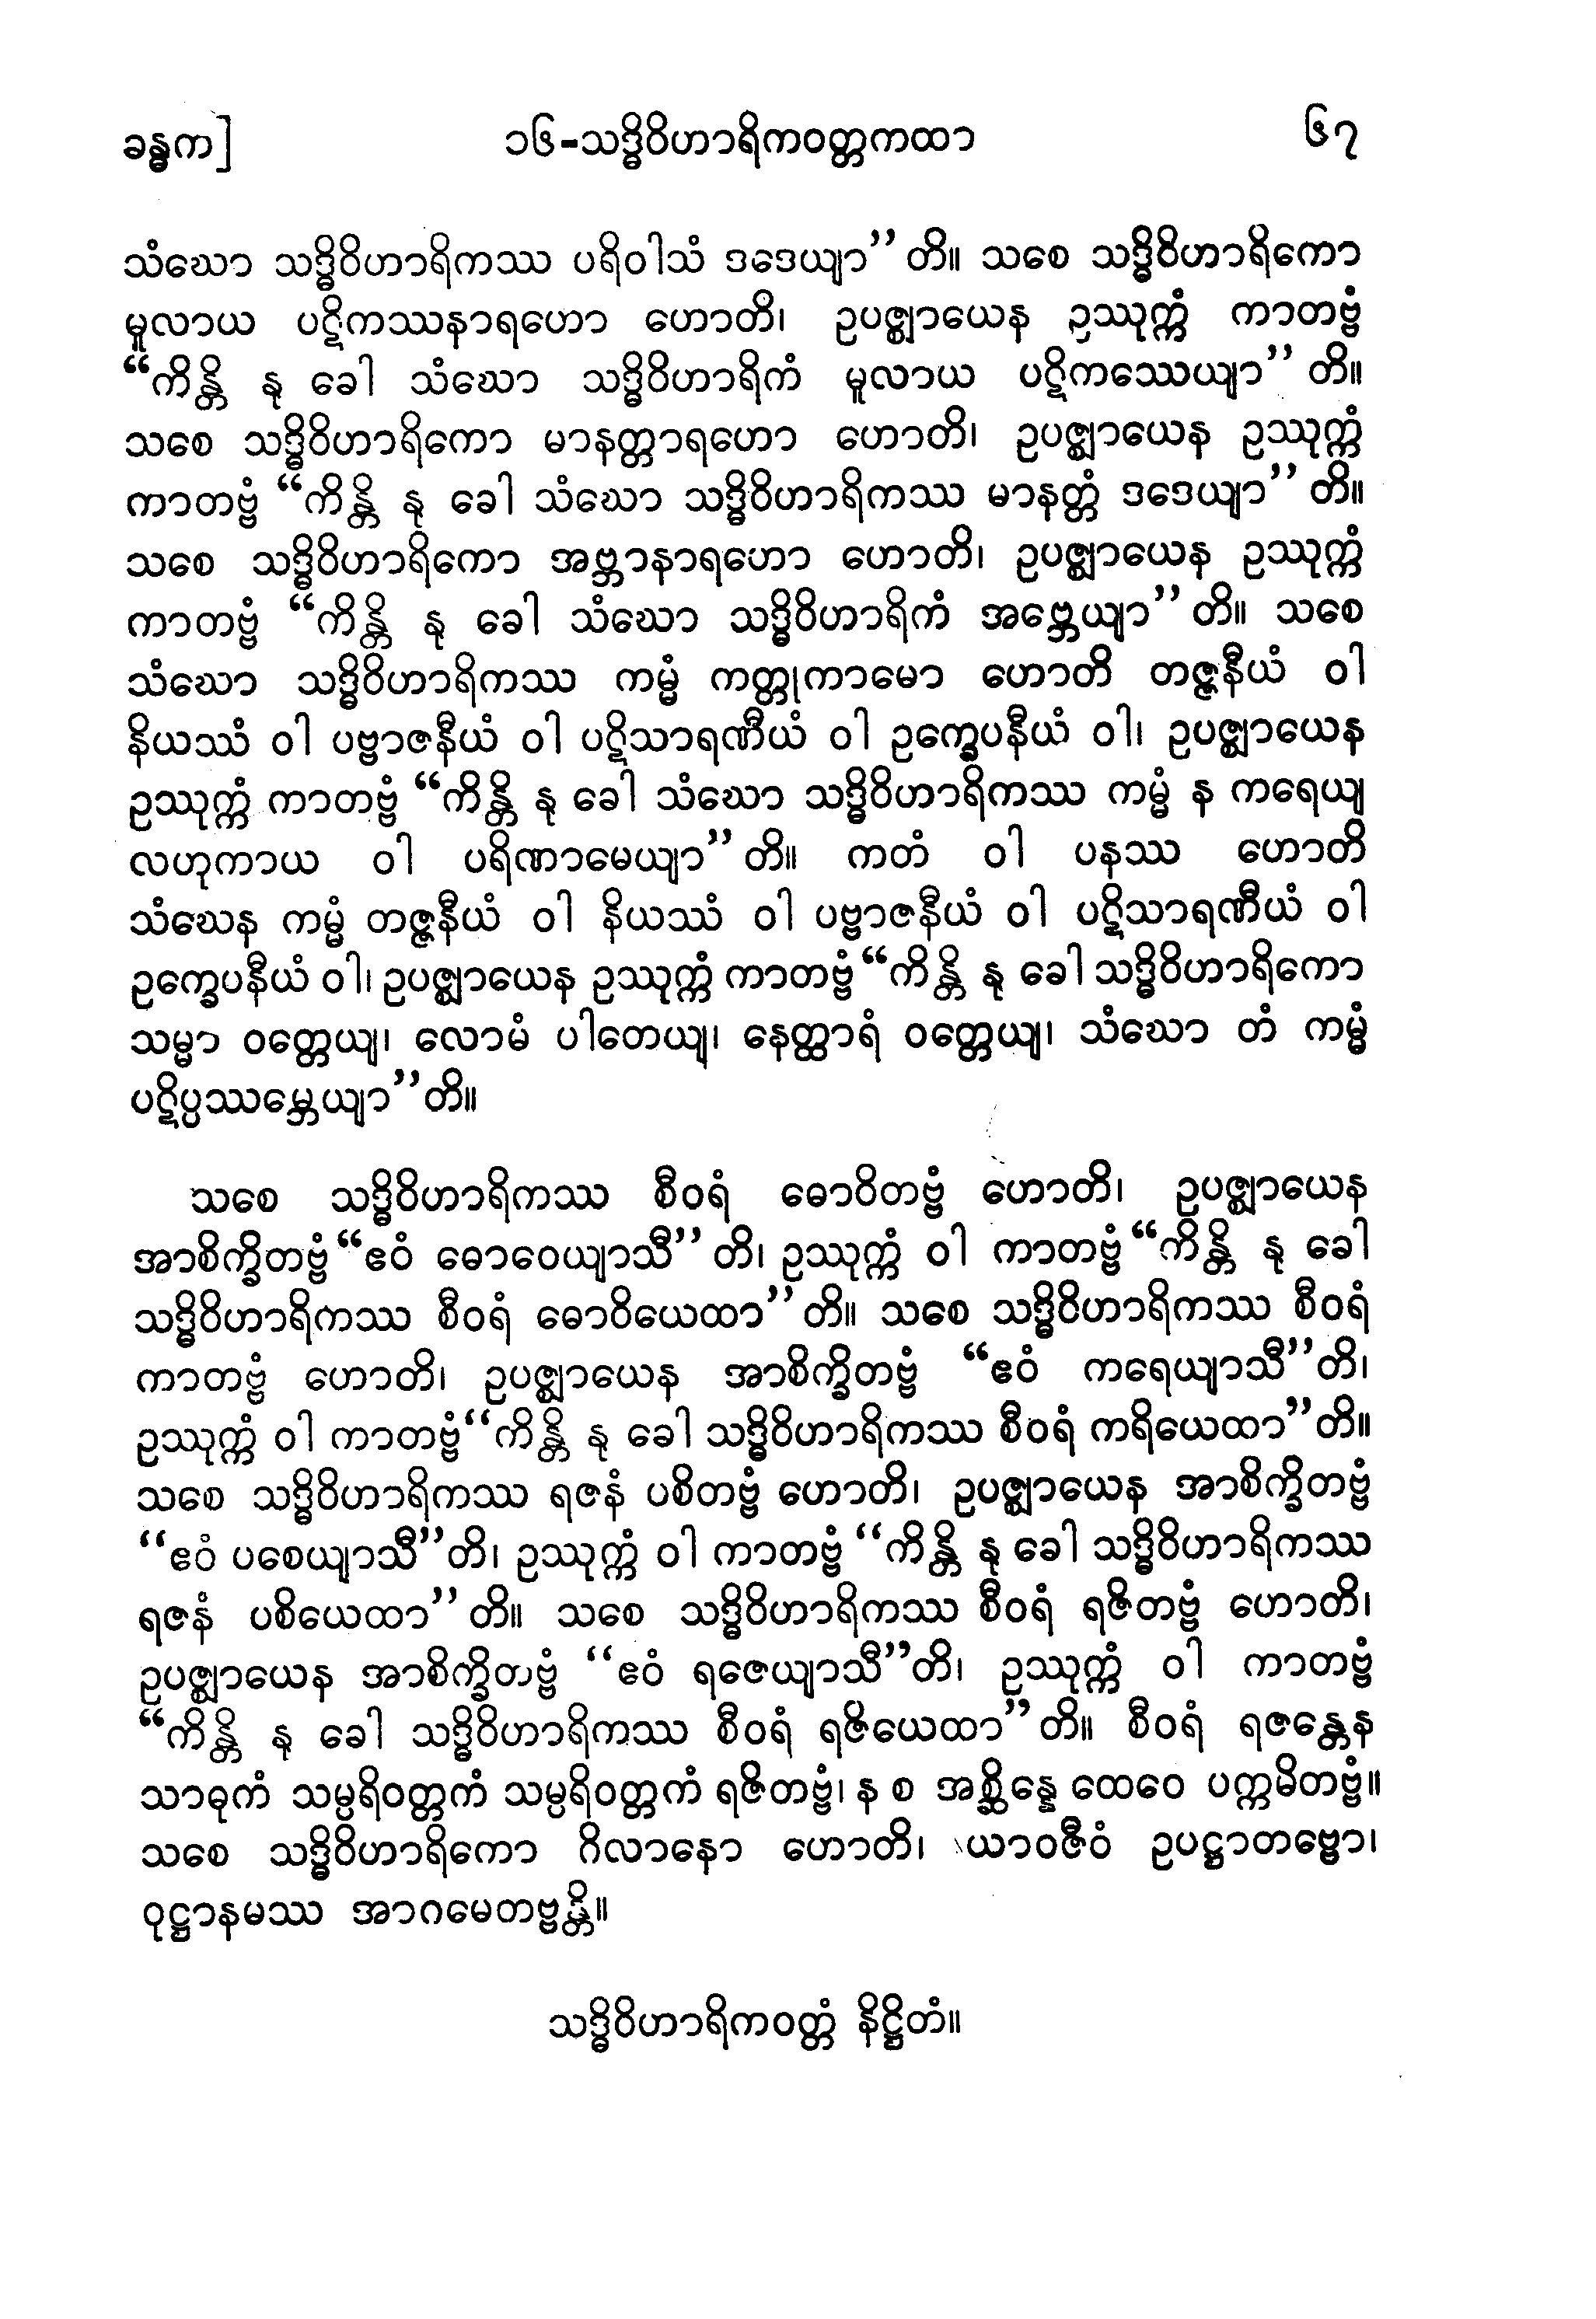 ခန္ဓက] ၁၆-သဒ္ဓိဝိဟာရိကဝတ္တကထာ ၆၇
သံဃော သဒ္ဓိဝိဟာရိကဿ ပရိဝါသံ ဒဒေယျာ”တိ။ သစေ သဒ္ဓိဝိဟာရိကော
မူလာယ ပဋိကဿနာရဟော ဟောတိ၊ ဥပဇ္ဈာယေန ဥဿုက္ကံ ကာတဗ္ဗံ
“ကိန္တိ နု ခေါ သံဃော သဒ္ဓိဝိဟာရိကံ မူလာယ ပဋိကဿေယျာ”တိ။
သစေ သဒ္ဓိဝိဟာရိကော မာနတ္တာရဟော ဟောတိ၊ ဥပဇ္ဈာယေန ဥဿုက္ကံ
ကာတဗ္ဗံ “ကိန္တိ နု ခေါ သံဃော သဒ္ဓိဝိဟာရိကဿ မာနတ္တံ ဒဒေယျာ”တိ။
သစေ သဒ္ဓိဝိဟာရိကော အဗ္ဘာနာရဟော ဟောတိ၊ ဥပဇ္ဈာယေန ဥဿုက္ကံ
ကာတဗ္ဗံ “ကိန္တိ နု ခေါ သံဃော သဒ္ဓိဝိဟာရိကံ အဗ္ဘေယျာ”တိ။ သစေ
သံဃော သဒ္ဓိဝိဟာရိကဿ ကမ္မံ ကတ္တုကာမော ဟောတိ တဇ္ဇနီယံ ဝါ
နိယဿံ ဝါ ပဗ္ဗာဇနီယံ ဝါ ပဋိသာရဏီယံ ဝါ ဥက္ခေပနီယံ ဝါ၊ ဥပဇ္ဈာယေန
ဥဿုက္ကံ ကာတဗ္ဗံ “ကိန္တိ နု ခေါ သံဃော သဒ္ဓိဝိဟာရိကဿ ကမ္မံ န ကရေယျ
လဟုကာယ ဝါ ပရိဏာမေယျာ”တိ။ ကတံ ဝါ ပနဿ ဟောတိ
သံဃေန ကမ္မံ တဇ္ဇနီယံ ဝါ နိယဿံ ဝါ ပဗ္ဗာဇနီယံ ဝါ ပဋိသာရဏီယံ ဝါ
ဥက္ခေပနီယံ ဝါ၊ ဥပဇ္ဈာယေန ဥဿုက္ကံ ကာတဗ္ဗံ “ကိန္တိ နု ခေါ သဒ္ဓိဝိဟာရိကော
သမ္မာ ဝတ္တေယျ၊ လောမံ ပါတေယျ၊ နေတ္ထာရံ ဝတ္တေယျ၊ သံဃော တံ ကမ္မံ
ပဋိပ္ပဿမ္ဘေယျာ”တိ။
သစေ သဒ္ဓိဝိဟာရိကဿ စီဝရံ ဓောဝိတဗ္ဗံ ဟောတိ၊ ဥပဇ္ဈာယေန
အာစိက္ခိတဗ္ဗံ “ဧဝံ ဓောဝေယျာသီ”တိ၊ ဥဿုက္ကံ ဝါ ကာတဗ္ဗံ “ကိန္တိ နု ခေါ
သဒ္ဓိဝိဟာရိကဿ စီဝရံ ဓောဝိယေထာ”တိ။ သစေ သဒ္ဓိဝိဟာရိကဿ စီဝရံ
ကာတဗ္ဗံ ဟောတိ၊ ဥပဇ္ဈာယေန အာစိက္ခိတဗ္ဗံ “ဧဝံ ကရေယျာသီ”တိ၊
ဥဿုက္ကံ ဝါ ကာတဗ္ဗံ “ကိန္တိ နု ခေါ သဒ္ဓိဝိဟာရိကဿ စီဝရံ ကရိယေထာ”တိ။
သစေ သဒ္ဓိဝိဟာရိကဿ ရဇနံ ပစိတဗ္ဗံ ဟောတိ၊ ဥပဇ္ဈာယေန အာစိက္ခိတဗ္ဗံ
“ဧဝံ ပစေယျာသီ”တိ၊ ဥဿုက္ကံ ဝါ ကာတဗ္ဗံ “ကိန္တိ နု ခေါ သဒ္ဓိဝိဟာရိကဿ
ရဇနံ ပစိယေထာ”တိ။ သစေ သဒ္ဓိဝိဟာရိကဿ စီဝရံ ရဇိတဗ္ဗံ ဟောတိ၊
ဥပဇ္ဈာယေန အာစိက္ခိတဗ္ဗံ “ဧဝံ ရဇေယျာသီ”တိ၊ ဥဿုက္ကံ ဝါ ကာတဗ္ဗံ
“ကိန္တိ နု ခေါ သဒ္ဓိဝိဟာရိကဿ စီဝရံ ရဇိယေထာ”တိ။ စီဝရံ ရဇန္တေန
သာဓုကံ သမ္ပရိဝတ္တကံ သမ္ပရိဝတ္တကံ ရဇိတဗ္ဗံ၊ န စ အစ္ဆိန္နေ ထေဝေ ပက္ကမိတဗ္ဗံ။
သစေ သဒ္ဓိဝိဟာရိကော ဂိလာနော ဟောတိ၊ ယာဝဇီဝံ ဥပဋ္ဌာတဗ္ဗော၊
ဝုဋ္ဌာနမဿ အာဂမေတဗ္ဗန္တိ။
သဒ္ဓိဝိဟာရိကဝတ္တံ နိဋ္ဌိတံ။